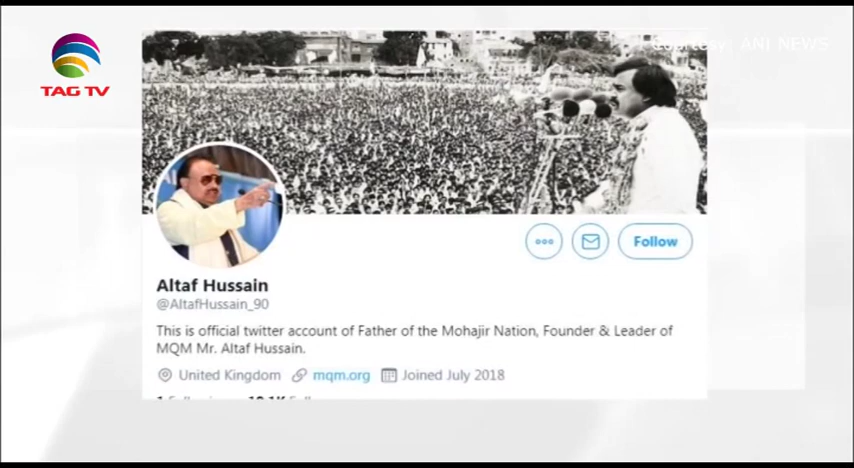 Courtesy: ANI NEWS
TAG TV
Follow
Altaf Hussain
@AltafHussain_90
This is official twitter account of Father of the Mohajir Nation, Founder & Leader of
MQM Mr. Altaf Hussain.
United Kingdom mqm.org Joined July 2018